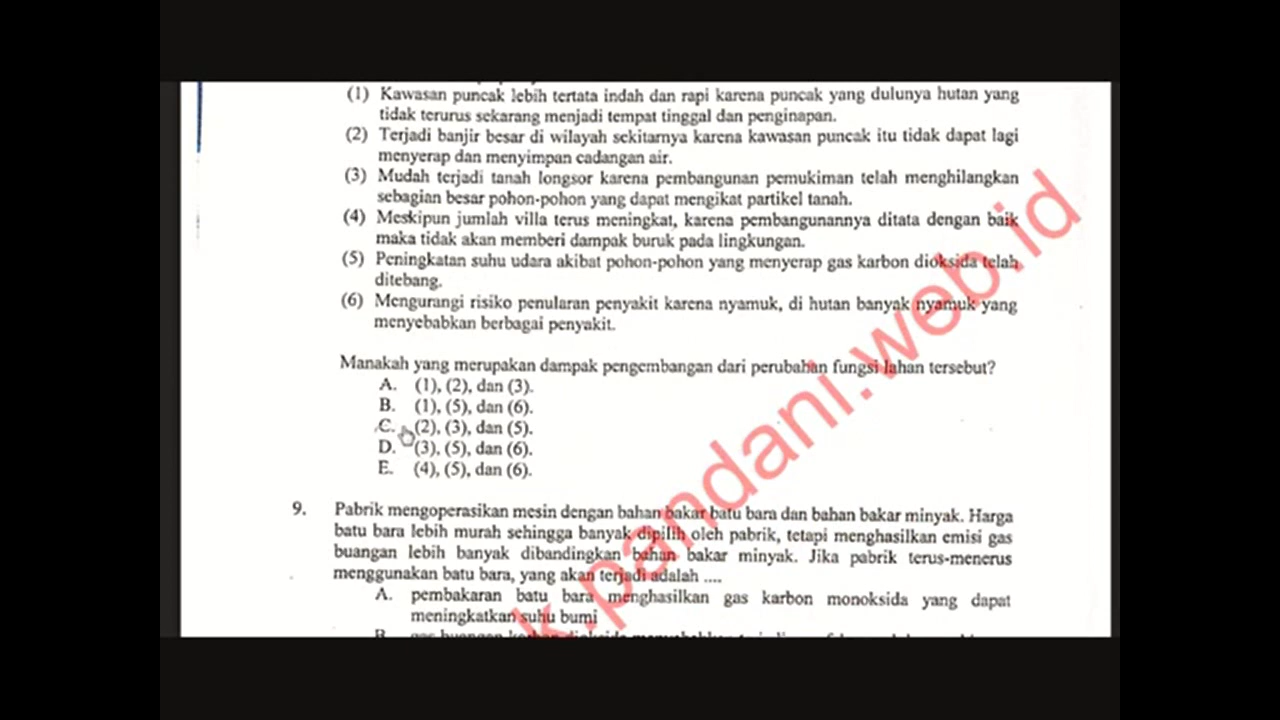 (1) Kawasan puncak lebih tertata indah dan rapi karena puncak yang dulunya hutan yang
tidak terurus sekarang menjadi tempat tinggal dan penginapan.
(2) Terjadi banjir besar di wilayah sekitarnya karena kawasan puncak itu tidak dapat lagi
menyerap dan menyimpan cadangan air.
(3) Mudah terjadi tanah longsor karena pembangunan pemukiman telah menghilangkan
sebagian besar pohon-pohon yang dapat mengikat partikel tanah.
(4) Meskipun jumlah villa terus meningkat, karena pembangunannya ditata dengan baik
maka tidak akan memberi dampak buruk pada lingkungan.
(5) Peningkatan suhu udara akibat pohon-pohon yang menyerap gas karbon dioksida telah
ditebang.
(6) Mengurangi risiko penularan penyakit karena nyamuk, di hutan banyak nyamuk yang
menyebabkan berbagai penyakit.
Manakah yang merupakan dampak pengembangan dari perubahan fungsi lahan tersebut?
A. (1), (2), dan (3).
B. (1), (5), dan (6).
C. (2), (3), dan (5).
D. (3), (5), dan (6).
E. (4), (5), dan (6).
9. Pabrik mengoperasikan mesin dengan bahan bakar batu bara dan bahan bakar minyak. Harga
batu bara lebih murah sehingga banyak dipilih oleh pabrik, tetapi menghasilkan emisi gas
buangan lebih banyak dibandingkan bahan bakar minyak. Jika pabrik terus-menerus
menggunakan batu bara, yang akan terjadi adalah ....
A. pembakaran batu bara menghasilkan gas karbon monoksida yang dapat
meningkatkan suhu bumi
k.pandani.web.id